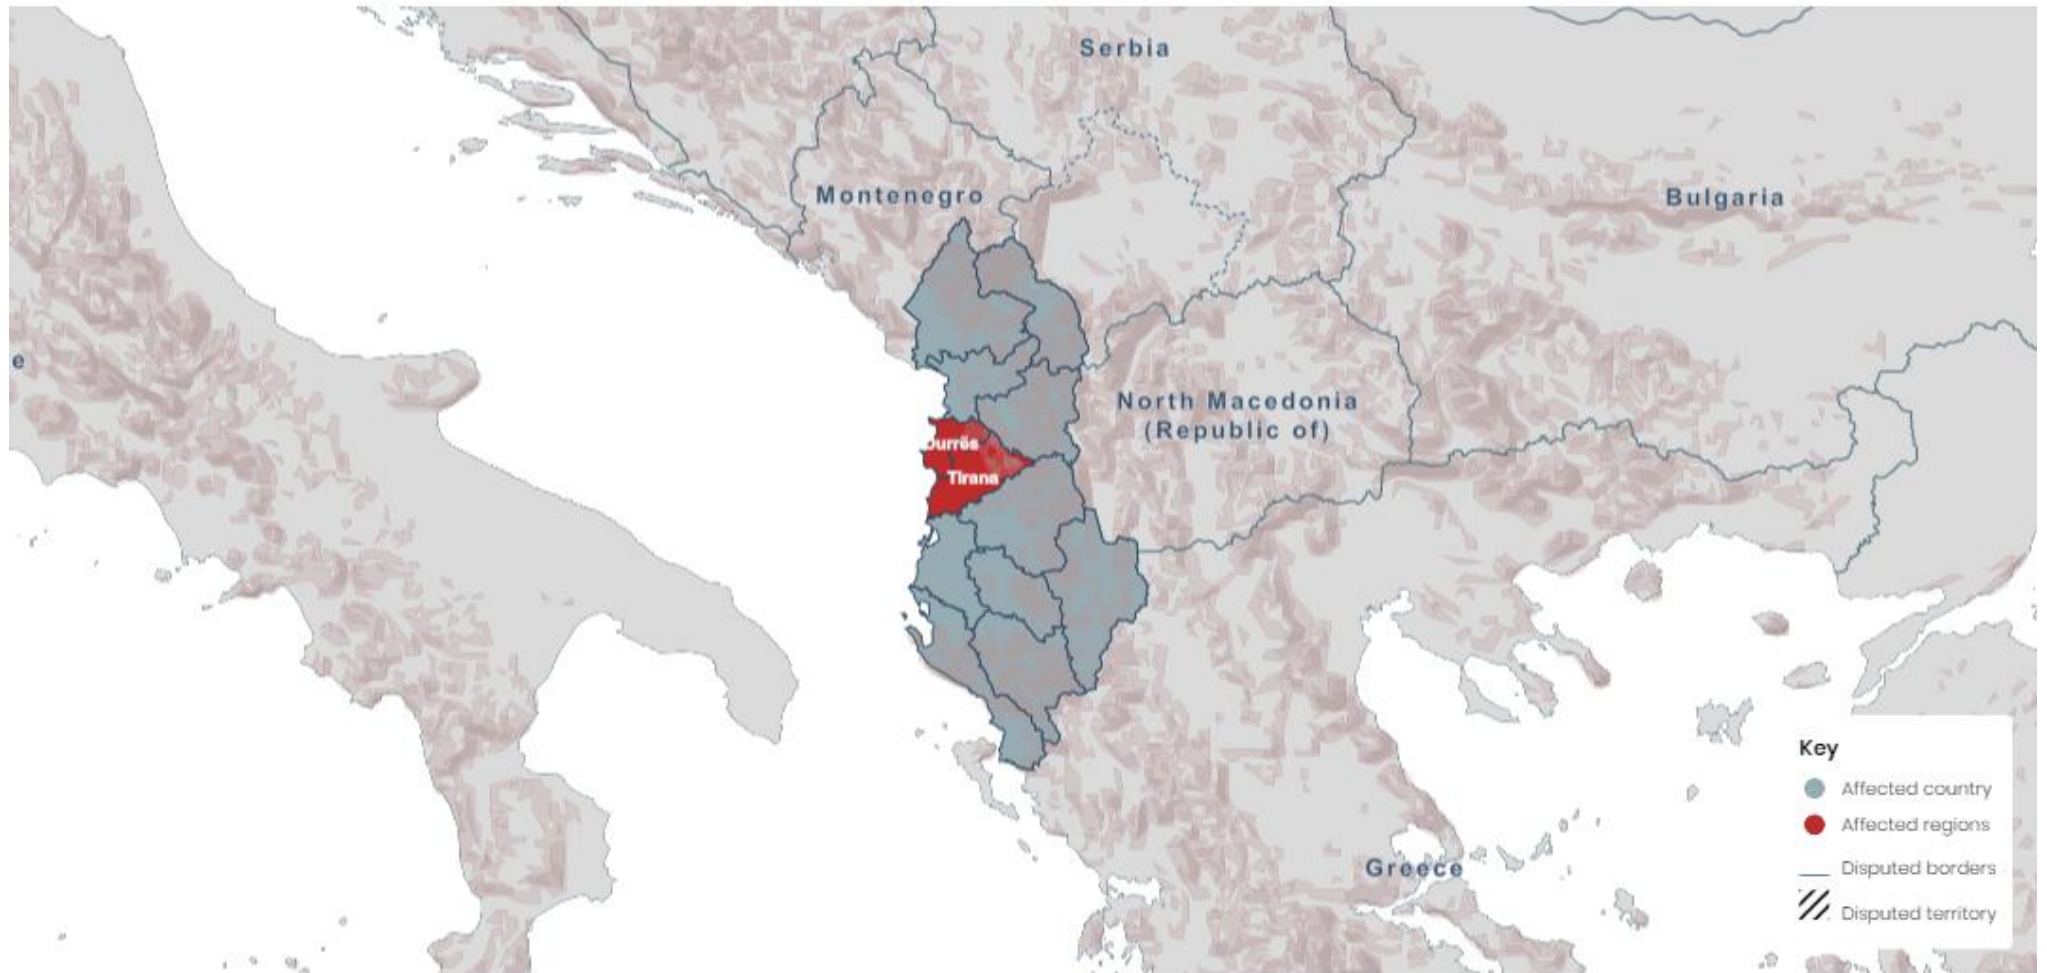 Serbia
Montenegro
Bulgaria
e
North Macedonia
(Republic of)
Durrës
Tirana
Key
Affected country
Affected regions
Greece
Disputed borders
Disputed territory